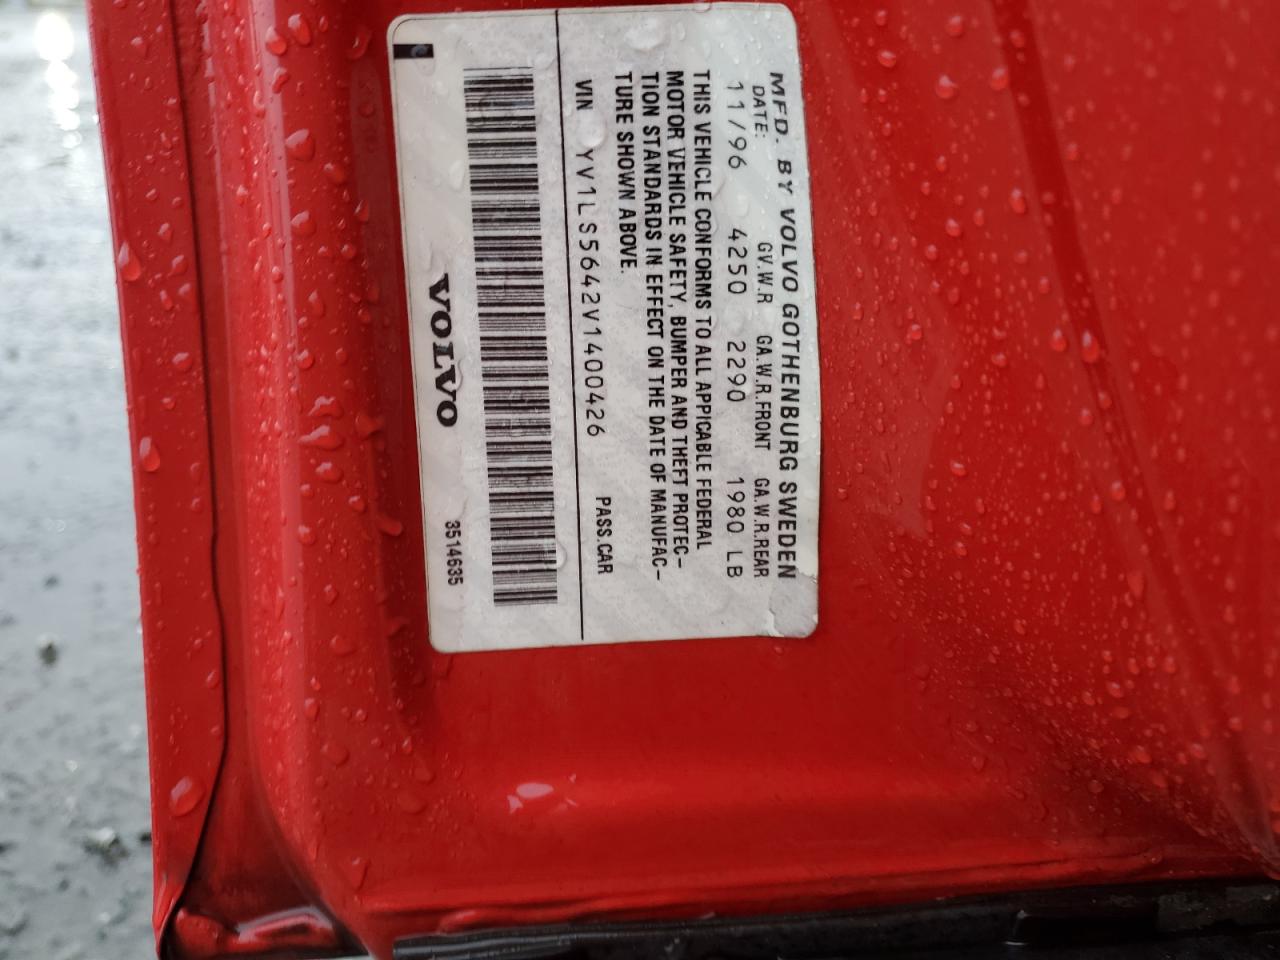 MFD. BY VOLVO GOTHENBURG SWEDEN
DATE: GV.W.R GA.W.R.FRONT GA.W.R.REAR
11/96 4250 2290 1980 LB
THIS VEHICLE CONFORMS TO ALL APPICABLE FEDERAL
MOTOR VEHICLE SAFETY, BUMPER AND THEFT PROTEC-
TION STANDARDS IN EFFECT ON THE DATE OF MANUFAC-
TURE SHOWN ABOVE.
VIN YV1LS5642V1400426 PASS.CAR
VOLVO 3514635